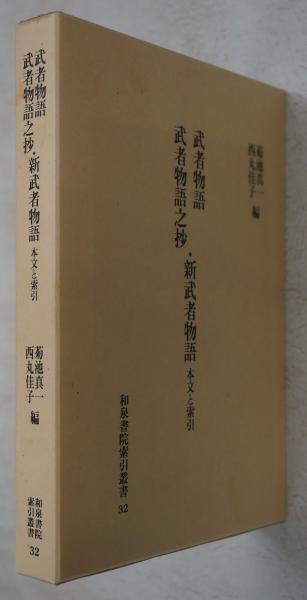 武者物語
武者物語之抄・新武者物語 本文と索引
菊池真一
西丸佳子 編
和泉書院索引叢書 32
武者物語
武者物語之抄・新武者物語 本文と索引
菊池真一
西丸佳子 編
和泉書院
索引叢書 32